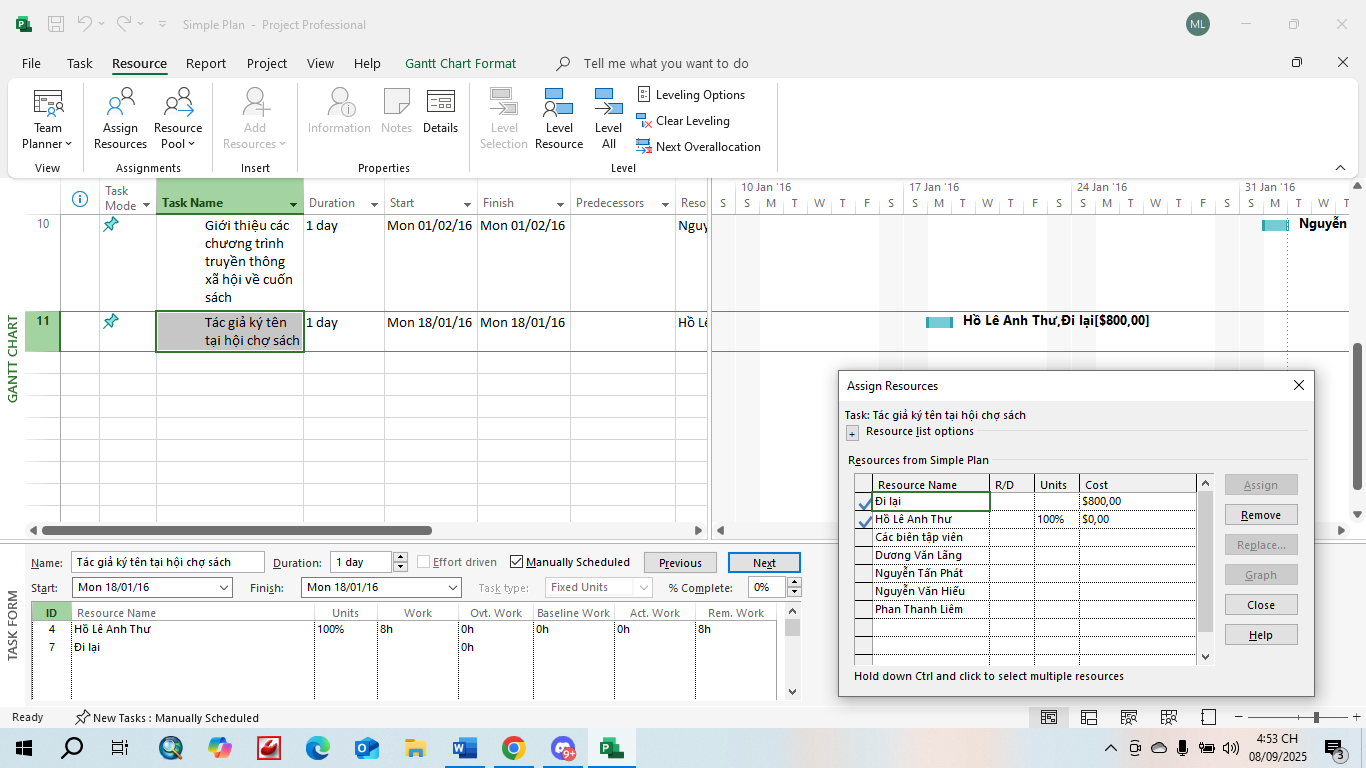 Simple Plan - Project Professional
ML
File Task Resource Report Project View Help Gantt Chart Format Tell me what you want to do
Team Planner
Assign Resources
Resource Pool
Add Resources
Information
Notes
Details
Level Selection
Level Resource
Level All
Leveling Options
Clear Leveling
Next Overallocation
View
Assignments
Insert
Properties
Level
Task Mode
Task Name
Duration
Start
Finish
Predecessors
Reso
10 Jan '16 17 Jan '16 24 Jan '16 31 Jan '16
S S M T W T F S S M T W T F S S M T W T F S S M T W T
10
Giới thiệu các
chương trình
truyền thông
xã hội về cuốn
sách
1 day
Mon 01/02/16
Mon 01/02/16
Nguy
Nguyễn
11
Tác giả ký tên
tại hội chợ sách
1 day
Mon 18/01/16
Mon 18/01/16
Hồ Lê
Hồ Lê Anh Thư,Đi lại[$800,00]
GANTT CHART
Assign Resources
Task: Tác giả ký tên tại hội chợ sách
+ Resource list options
Resources from Simple Plan
Resource Name R/D Units Cost
Đi lại $800,00
Hồ Lê Anh Thư 100% $0,00
Các biên tập viên
Dương Văn Lãng
Nguyễn Tấn Phát
Nguyễn Văn Hiếu
Phan Thanh Liêm
Assign
Remove
Replace...
Graph
Close
Help
Hold down Ctrl and click to select multiple resources
TASK FORM
Name: Tác giả ký tên tại hội chợ sách Duration: 1 day Effort driven Manually Scheduled Previous Next
Start: Mon 18/01/16 Finish: Mon 18/01/16 Task type: Fixed Units % Complete: 0%
ID Resource Name Units Work Ovt. Work Baseline Work Act. Work Rem. Work
4 Hồ Lê Anh Thư 100% 8h 0h 0h 0h 8h
7 Đi lại 0h
Ready New Tasks : Manually Scheduled
9+
4:53 CH
08/09/2025
3